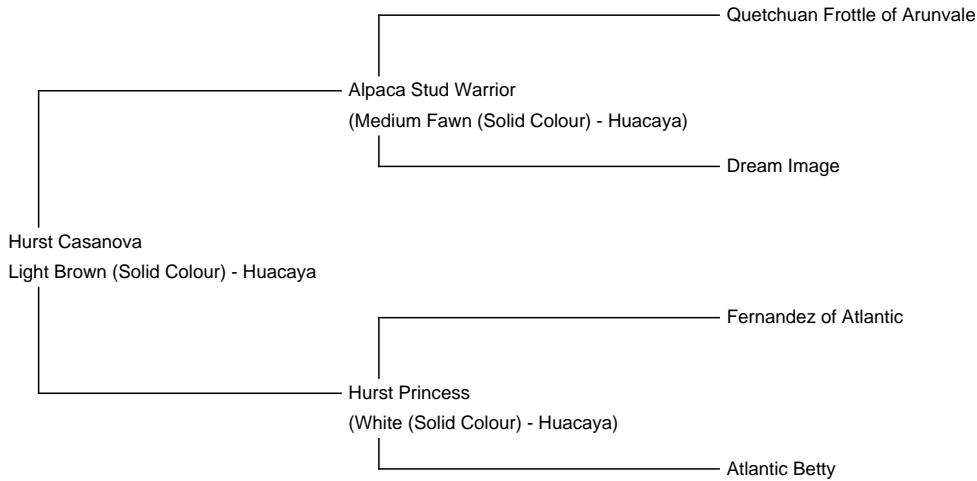 Quetchuan Frottle of Arunvale
Alpaca Stud Warrior
(Medium Fawn (Solid Colour) - Huacaya)
Dream Image
Hurst Casanova
Light Brown (Solid Colour) - Huacaya
Fernandez of Atlantic
Hurst Princess
(White (Solid Colour) - Huacaya)
Atlantic Betty